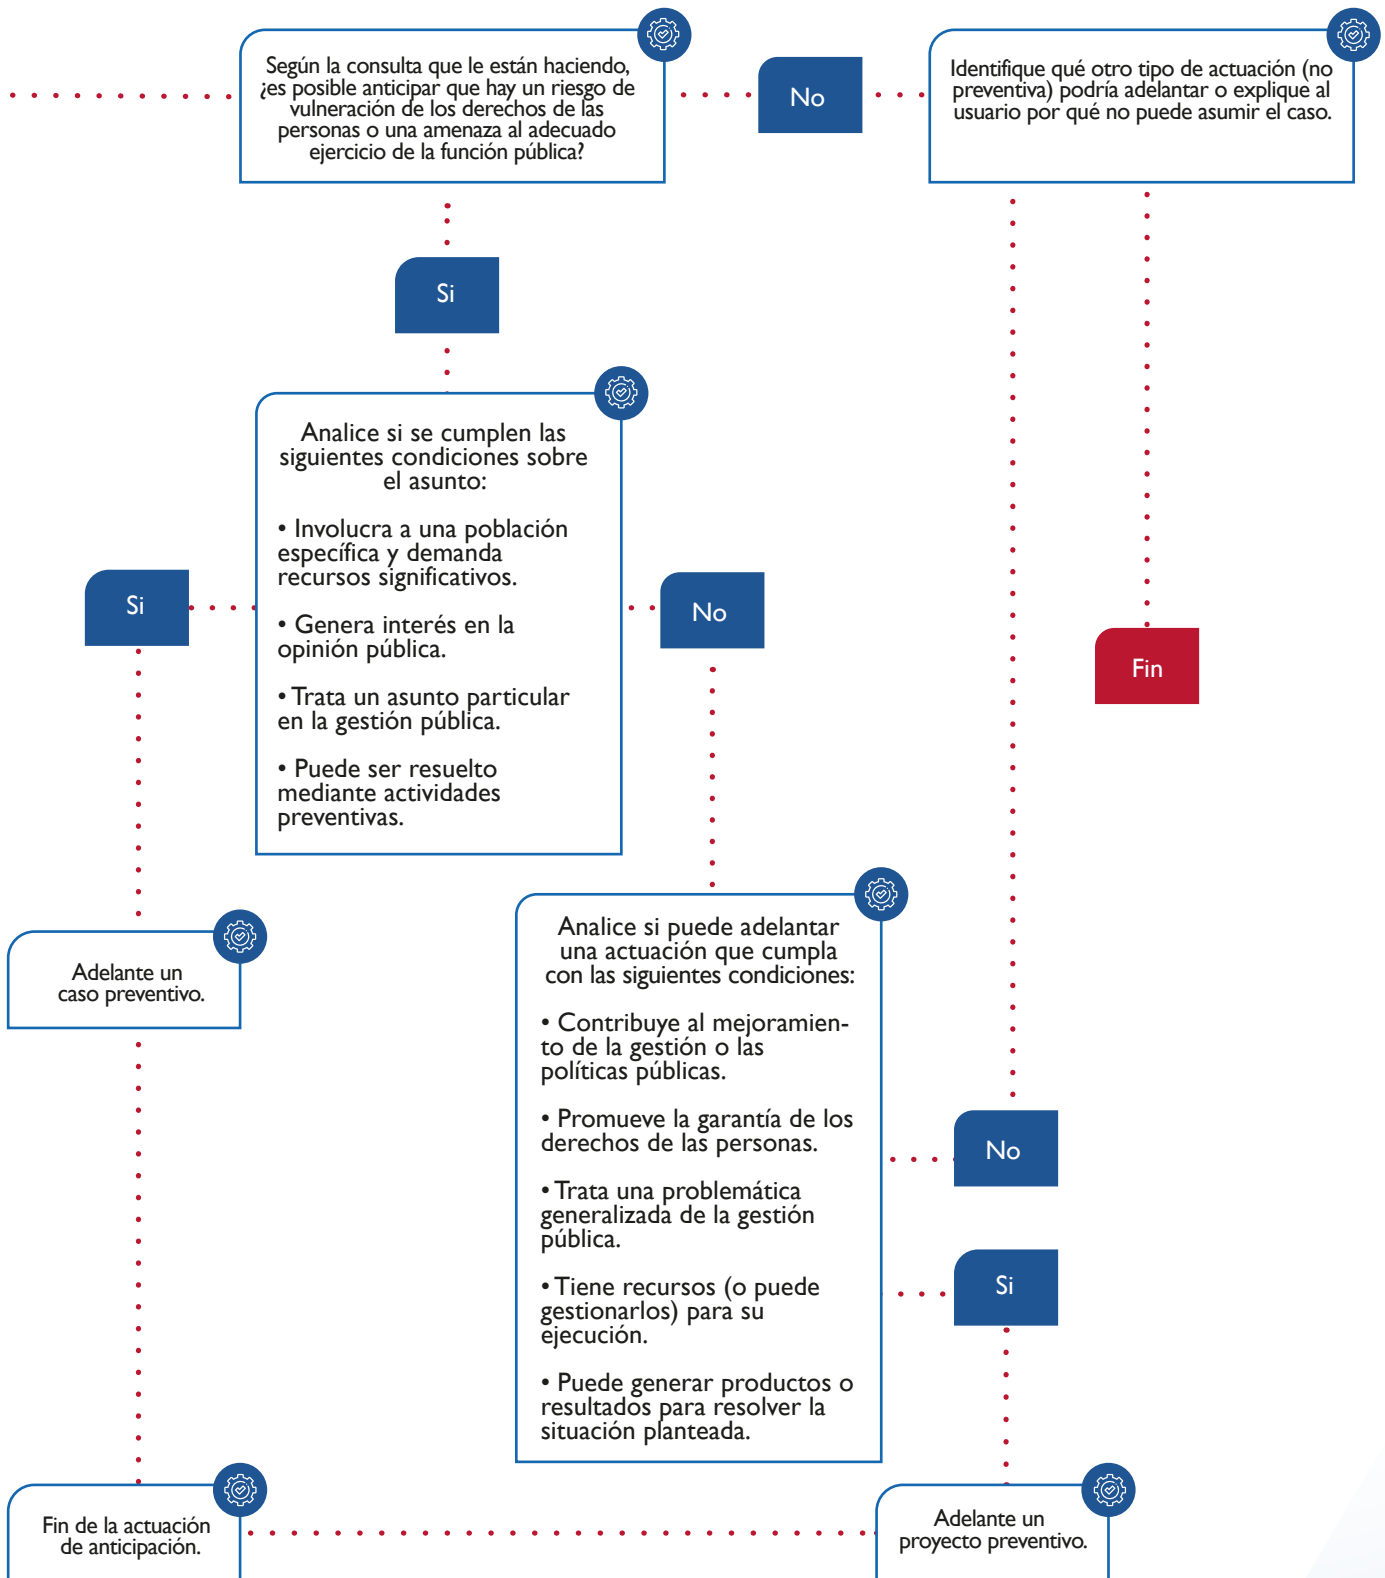 Según la consulta que le están haciendo,
¿es posible anticipar que hay un riesgo de
vulneración de los derechos de las
personas o una amenaza al adecuado
ejercicio de la función pública?
No
Identifique qué otro tipo de actuación (no
preventiva) podría adelantar o explique al
usuario por qué no puede asumir el caso.
Si
Analice si se cumplen las
siguientes condiciones sobre
el asunto:
• Involucra a una población
específica y demanda
recursos significativos.
• Genera interés en la
opinión pública.
• Trata un asunto particular
en la gestión pública.
• Puede ser resuelto
mediante actividades
preventivas.
Si
No
Fin
Adelante un
caso preventivo.
Analice si puede adelantar
una actuación que cumpla
con las siguientes condiciones:
• Contribuye al mejoramien-
to de la gestión o las
políticas públicas.
• Promueve la garantía de los
derechos de las personas.
• Trata una problemática
generalizada de la gestión
pública.
• Tiene recursos (o puede
gestionarlos) para su
ejecución.
• Puede generar productos o
resultados para resolver la
situación planteada.
No
Si
Fin de la actuación
de anticipación.
Adelante un
proyecto preventivo.